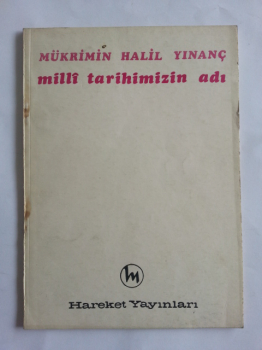 MÜKRİMİN HALİL YINANÇ
millî tarihimizin adı
Hareket Yayınları